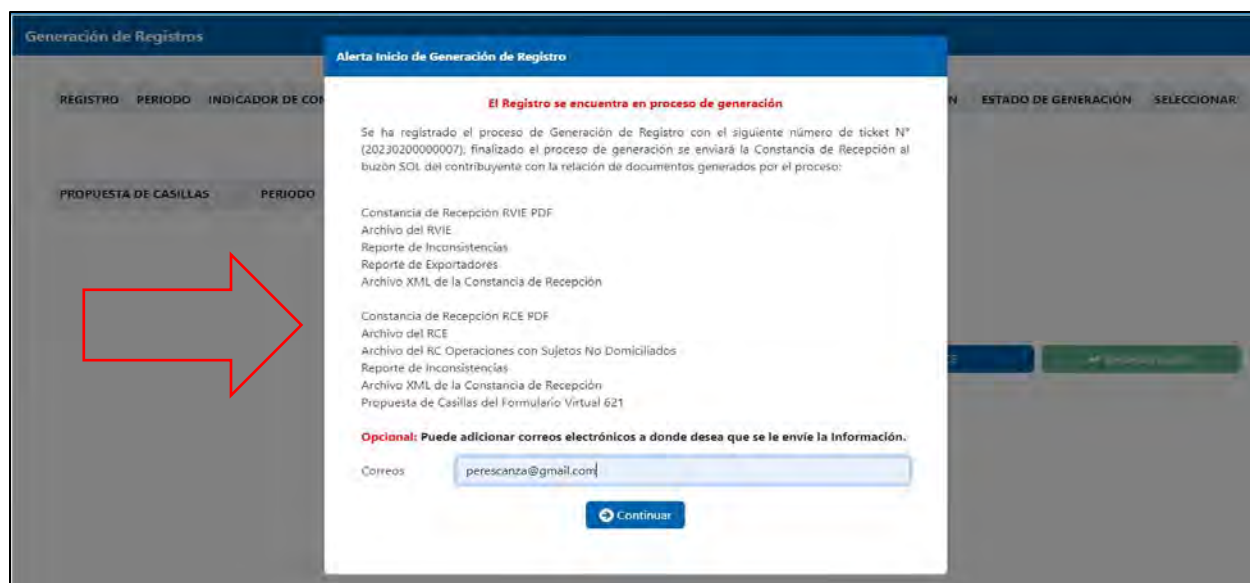 Generación de Registros
Alerta Inicio de Generación de Registro
REGISTRO PERIODO INDICADOR DE CON
N ESTADO DE GENERACIÓN SELECCIONAR
El Registro se encuentra en proceso de generación
Se ha registrado el proceso de Generación de Registro con el siguiente número de ticket N°
(20230200000007), finalizado el proceso de generación se enviará la Constancia de Recepción al
buzón SOL del contribuyente con la relación de documentos generados por el proceso:
PROPUESTA DE CASILLAS PERIODO
Constancia de Recepción RVIE PDF
Archivo del RVIE
Reporte de Inconsistencias
Reporte de Exportadores
Archivo XML de la Constancia de Recepción
Constancia de Recepción RCE PDF
Archivo del RCE
Archivo del RC Operaciones con Sujetos No Domiciliados
Reporte de Inconsistencias
Archivo XML de la Constancia de Recepción
Propuesta de Casillas del Formulario Virtual 621
Opcional: Puede adicionar correos electrónicos a donde desea que se le envíe la Información.
Correos perescanza@gmail.com
Continuar